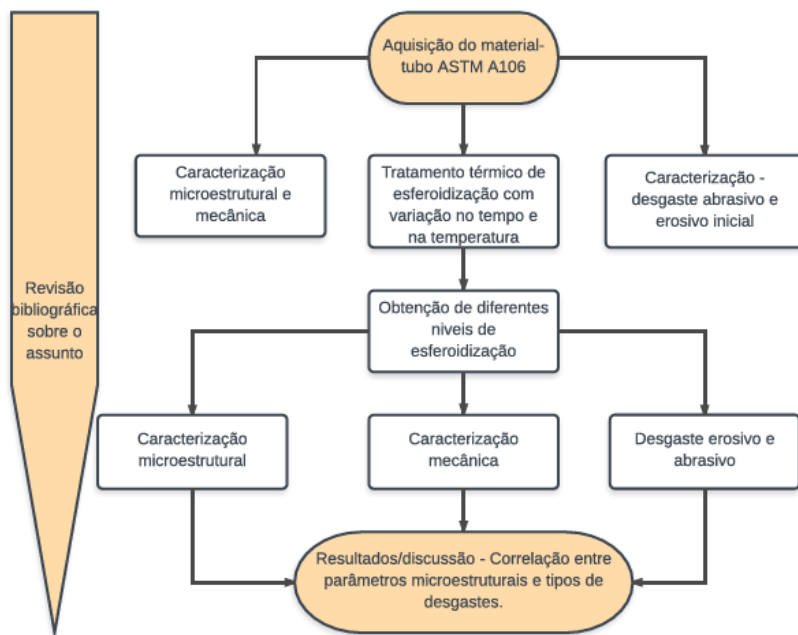 Aquisição do material-
tubo ASTM A106
Caracterização
microestrutural e
mecânica
Tratamento térmico de
esferoidização com
variação no tempo e
na temperatura
Caracterização -
desgaste abrasivo e
erosivo inicial
Revisão
bibliográfica
sobre o
assunto
Obtenção de diferentes
niveis de
esferoidização
Caracterização
microestrutural
Caracterização
mecânica
Desgaste erosivo e
abrasivo
Resultados/discussão - Correlação entre
parâmetros microestruturais e tipos de
desgastes.